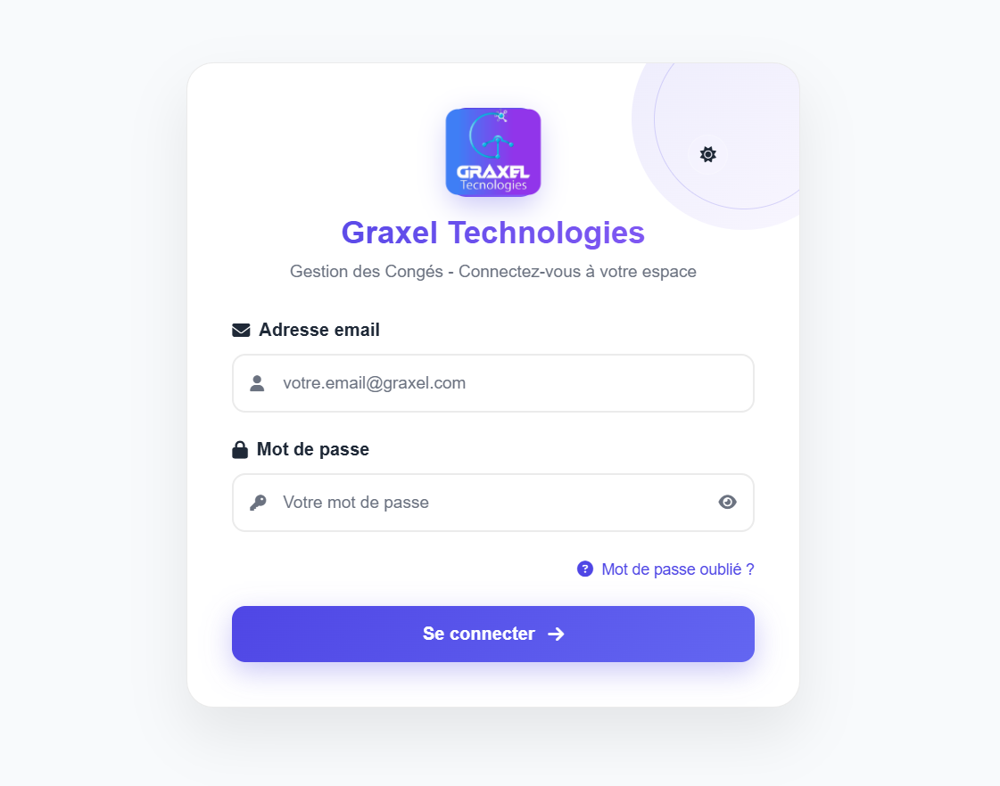 GRAXEL
Tecnologies
Graxel Technologies
Gestion des Congés - Connectez-vous à votre espace
Adresse email
votre.email@graxel.com
Mot de passe
Votre mot de passe
? Mot de passe oublié ?
Se connecter →